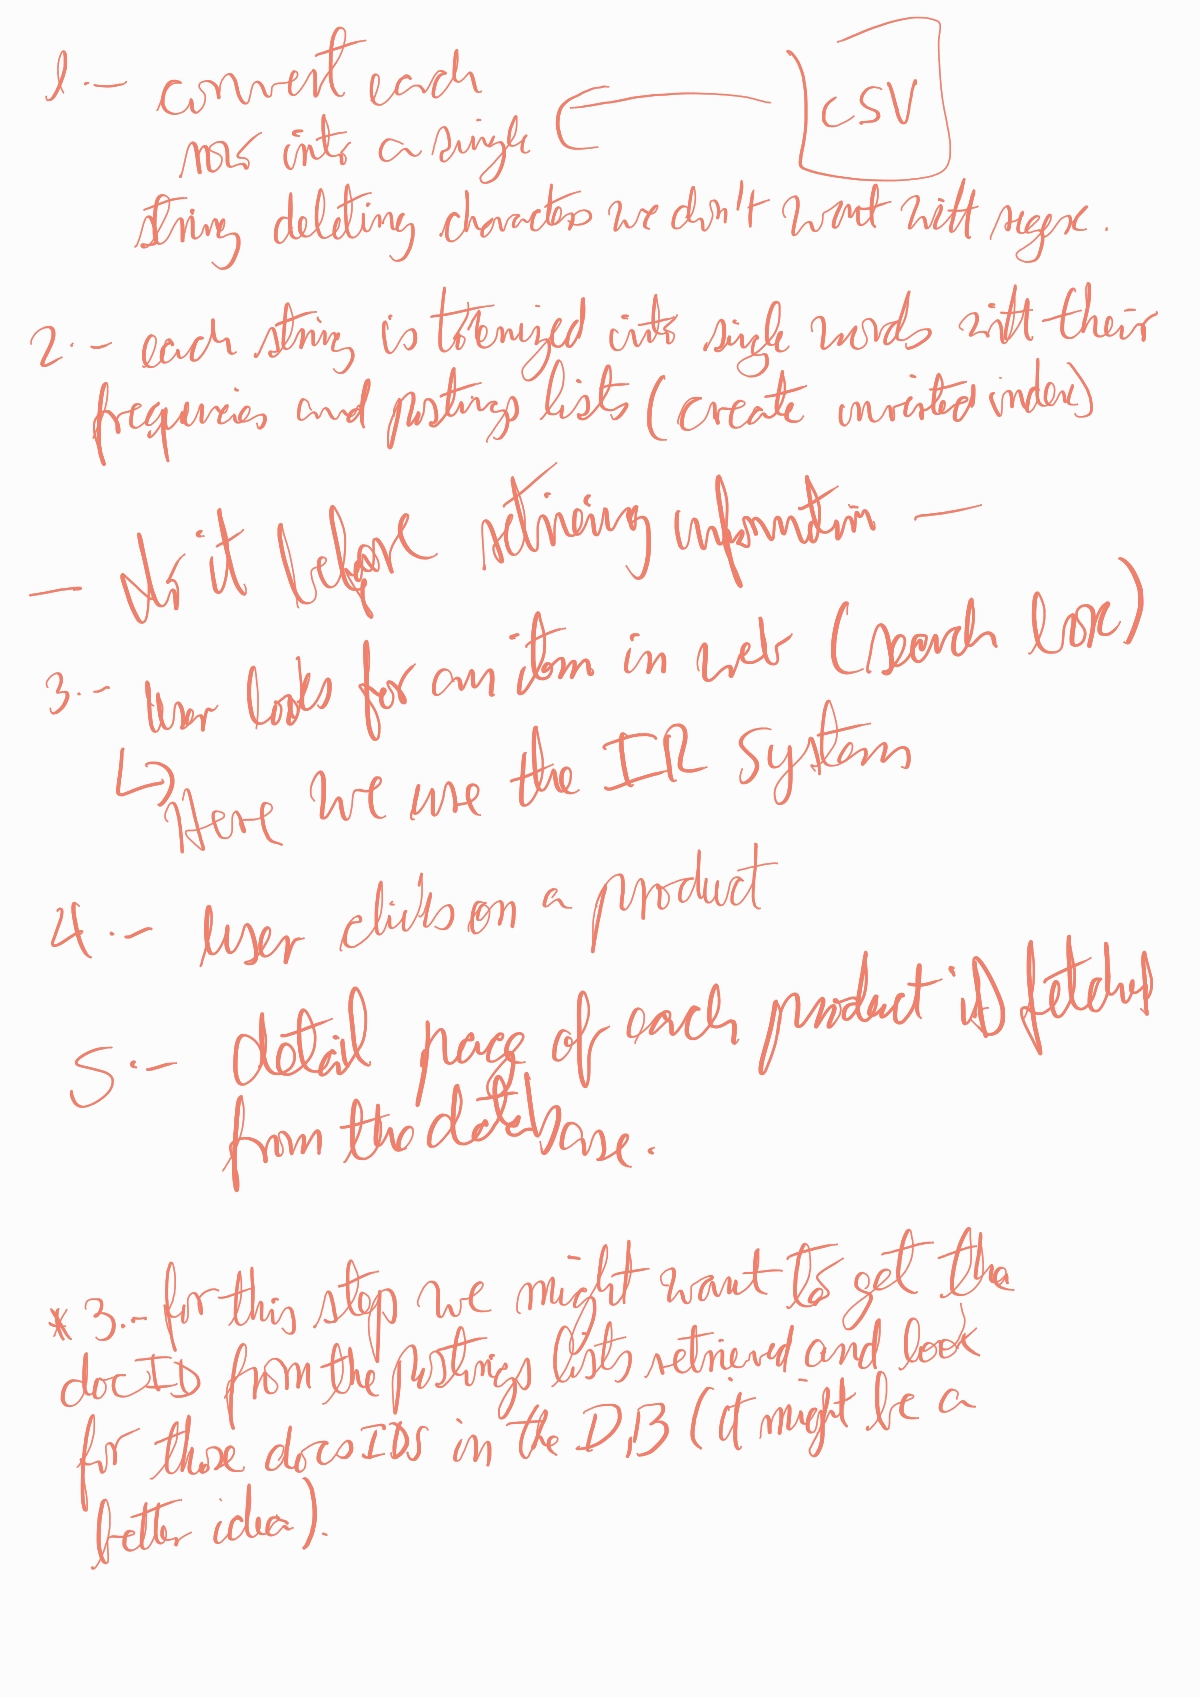 1.- convert each
row into a single
CSV
string deleting characters we don't want with regex.
2.- each string is tokenized into single words with their
frequencies and postings lists (create inverted index)
- do it before retrieving information -
3.- User looks for an item in web (search box)
Here we use the IR System
4.- User clicks on a product
5.- detail page of each product is fetched
from the database.
*3.- for this step we might want to get the
docID from the postings lists retrieved and look
for those docsIDS in the DB (it might be a
better idea).